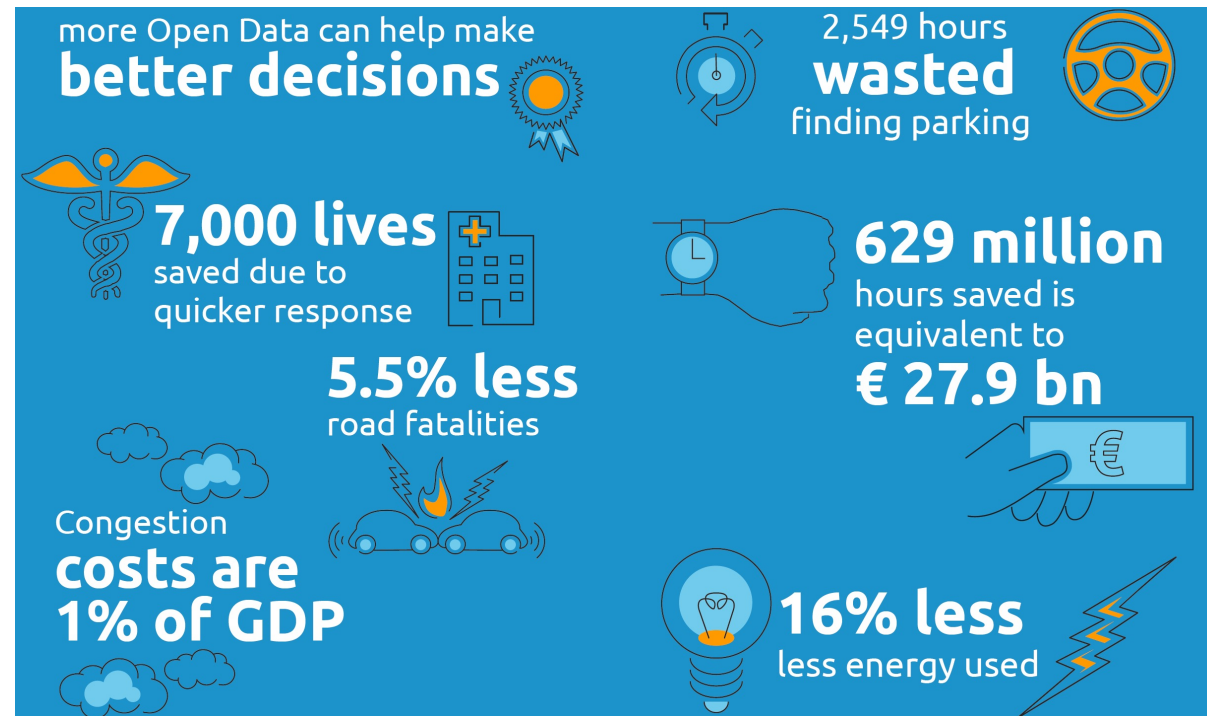 more Open Data can help make
better decisions
2,549 hours
wasted
finding parking
7,000 lives
saved due to
quicker response
629 million
hours saved is
equivalent to
€ 27.9 bn
€
5.5% less
road fatalities
Congestion
costs are
1% of GDP
16% less
less energy used